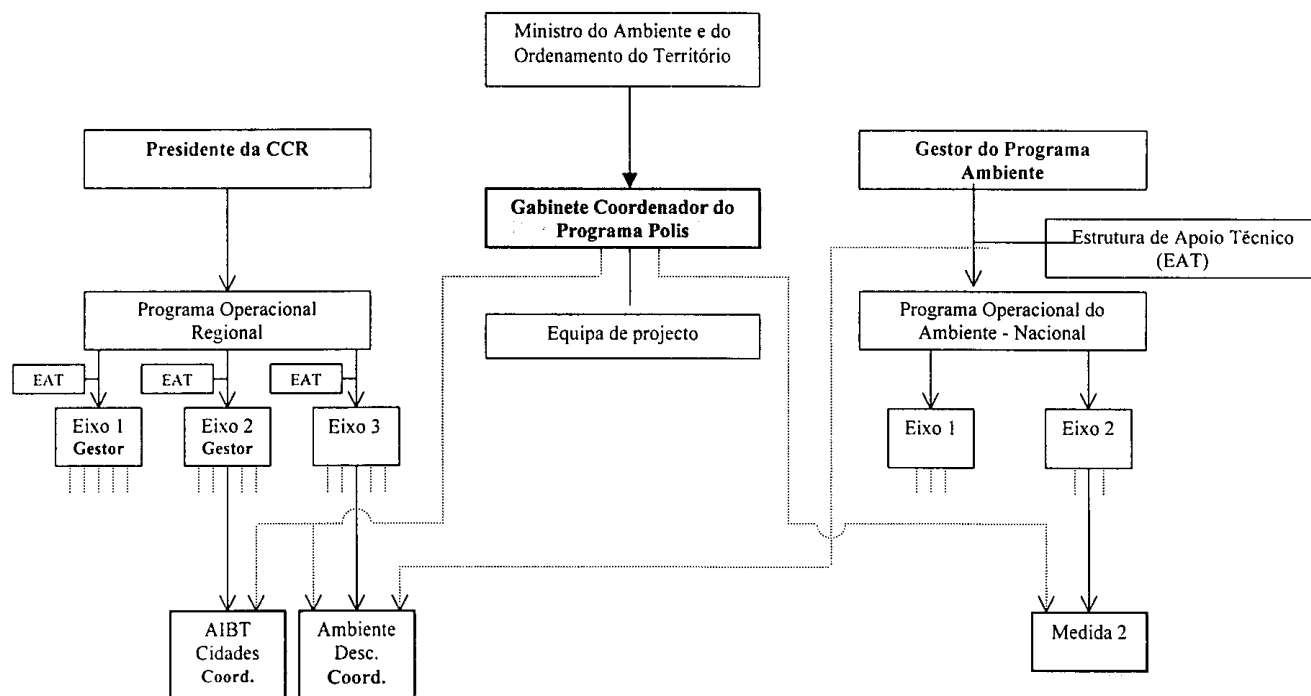 Ministro do Ambiente e do
Ordenamento do Território
Presidente da CCR
Gestor do Programa
Ambiente
Gabinete Coordenador do
Programa Polis
Estrutura de Apoio Técnico
(EAT)
Programa Operacional
Regional
Equipa de projecto
Programa Operacional do
Ambiente - Nacional
EAT
EAT
EAT
Eixo 1
Gestor
Eixo 2
Gestor
Eixo 3
Eixo 1
Eixo 2
AIBT
Cidades
Coord.
Ambiente
Desc.
Coord.
Medida 2